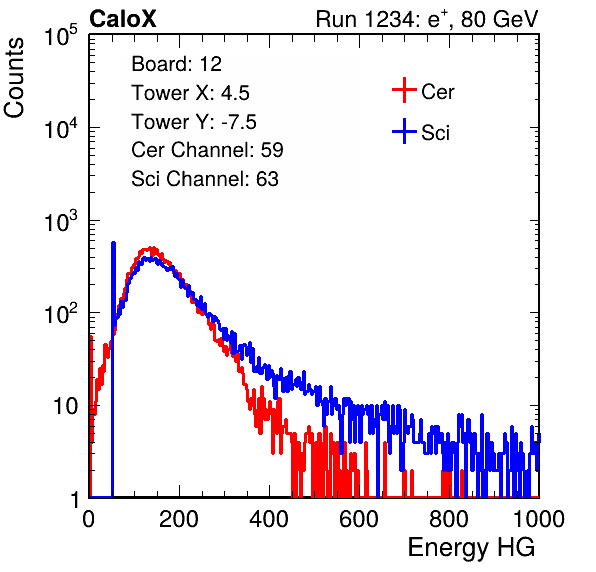 CaloX Run 1234: e⁺, 80 GeV
Counts
10⁵
10⁴
10³
10²
10
1
Board: 12
Tower X: 4.5
Tower Y: -7.5
Cer Channel: 59
Sci Channel: 63
Cer
Sci
0 200 400 600 800 1000
Energy HG